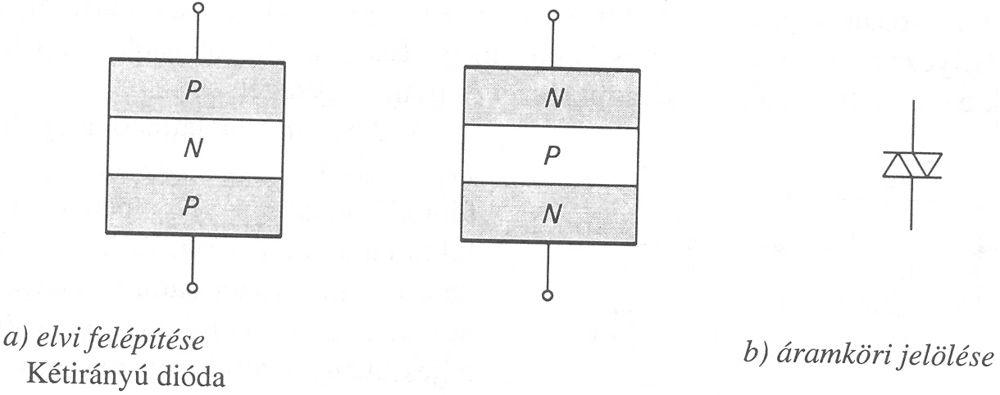 P
N
P
N
P
N
a) elvi felépítése
Kétirányú dióda
b) áramköri jelölése